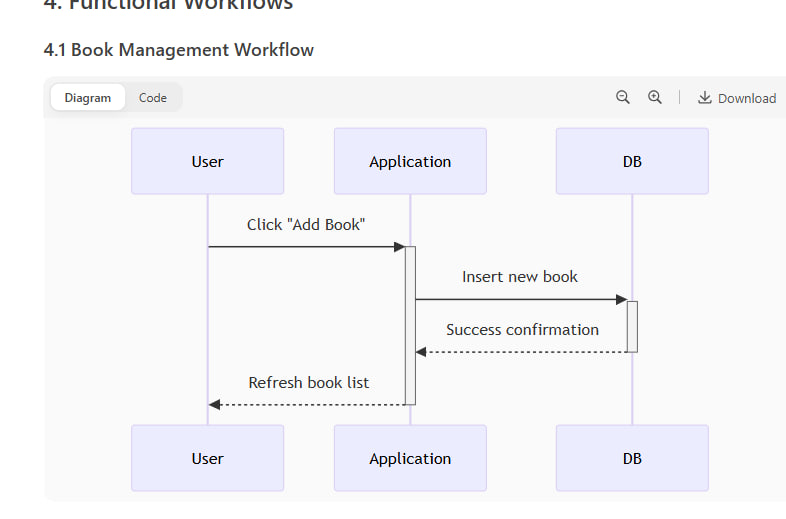 4. Functional Workflows
4.1 Book Management Workflow
Diagram Code Download
User Application DB
Click "Add Book"
Insert new book
Success confirmation
Refresh book list
User Application DB